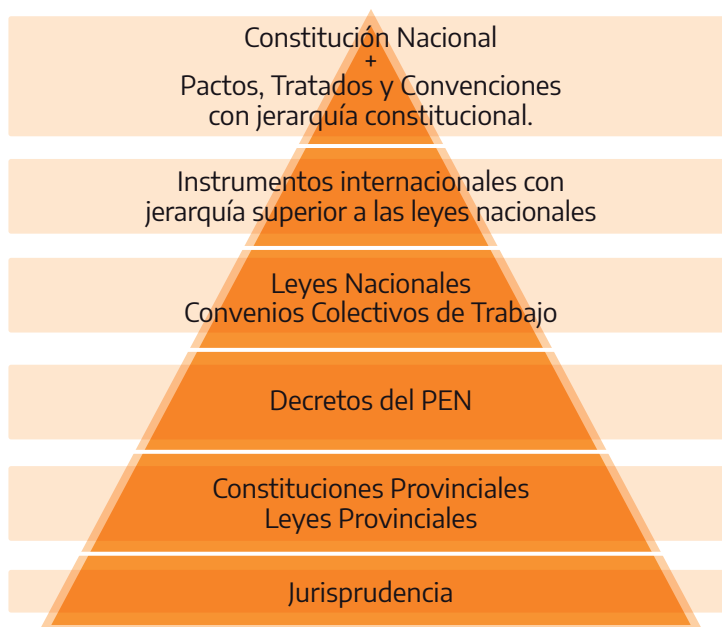 Constitución Nacional
+
Pactos, Tratados y Convenciones
con jerarquía constitucional.
Instrumentos internacionales con
jerarquía superior a las leyes nacionales
Leyes Nacionales
Convenios Colectivos de Trabajo
Decretos del PEN
Constituciones Provinciales
Leyes Provinciales
Jurisprudencia